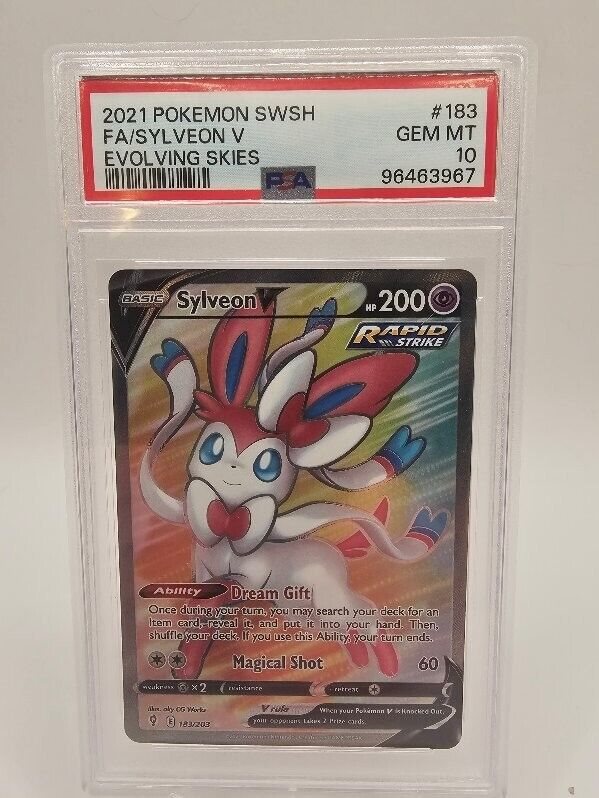 2021 POKEMON SWSH #183
FA/SYLVEON V GEM MT
EVOLVING SKIES 10
PSA 96463967
BASIC Sylveon V HP 200
RAPID STRIKE
Ability Dream Gift
Once during your turn, you may search your deck for an
Item card, reveal it, and put it into your hand. Then,
shuffle your deck. If you use this Ability, your turn ends.
Magical Shot 60
weakness ×2 resistance retreat
illus. aky CG Works V rule When your Pokémon V is Knocked Out,
your opponent takes 2 Prize cards.
E 183/203